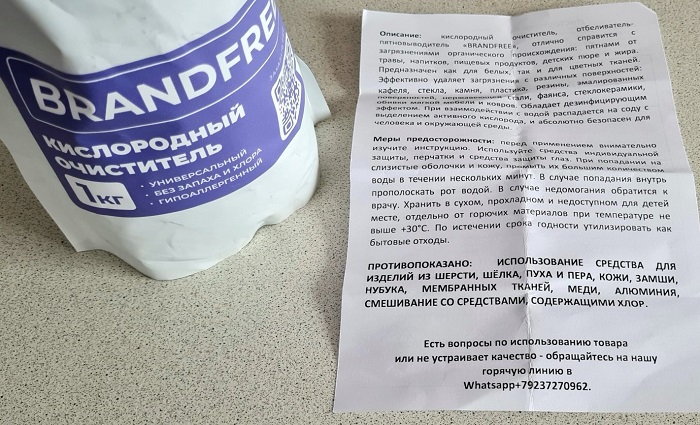 BRANDFREE
КИСЛОРОДНЫЙ
ОЧИСТИТЕЛЬ
1 КГ
· УНИВЕРСАЛЬНЫЙ
· БЕЗ ЗАПАХА И ХЛОРА
· ГИПОАЛЛЕРГЕННЫЙ
Описание: кислородный очиститель, отбеливатель-
пятновыводитель «BRANDFREE», отлично справится с
загрязнениями органического происхождения: пятнами от
травы, напитков, пищевых продуктов, детских пюре и жира.
Предназначен как для белых, так и для цветных тканей.
Эффективно удаляет загрязнения с различных поверхностей:
кафеля, стекла, камня, пластика, резины, эмалированных
поверхностей, нержавеющей стали, фаянса, стеклокерамики,
обивки мягкой мебели и ковров. Обладает дезинфицирующим
эффектом. При взаимодействии с водой распадается на соду с
выделением активного кислорода, и абсолютно безопасен для
человека и окружающей среды.
Меры предосторожности: перед применением внимательно
изучите инструкцию. Используйте средства индивидуальной
защиты, перчатки и средства защиты глаз. При попадании на
слизистые оболочки и кожу, промыть их большим количеством
воды в течении нескольких минут. В случае попадания внутрь
прополоскать рот водой. В случае недомогания обратится к
врачу. Хранить в сухом, прохладном и недоступном для детей
месте, отдельно от горючих материалов при температуре не
выше +30°С. По истечении срока годности утилизировать как
бытовые отходы.
ПРОТИВОПОКАЗАНО: ИСПОЛЬЗОВАНИЕ СРЕДСТВА ДЛЯ
ИЗДЕЛИЙ ИЗ ШЕРСТИ, ШЁЛКА, ПУХА И ПЕРА, КОЖИ, ЗАМШИ,
НУБУКА, МЕМБРАННЫХ ТКАНЕЙ, МЕДИ, АЛЮМИНИЯ,
СМЕШИВАНИЕ СО СРЕДСТВАМИ, СОДЕРЖАЩИМИ ХЛОР.
Есть вопросы по использованию товара
или не устраивает качество - обращайтесь на нашу
горячую линию в
Whatsapp+79237270962.